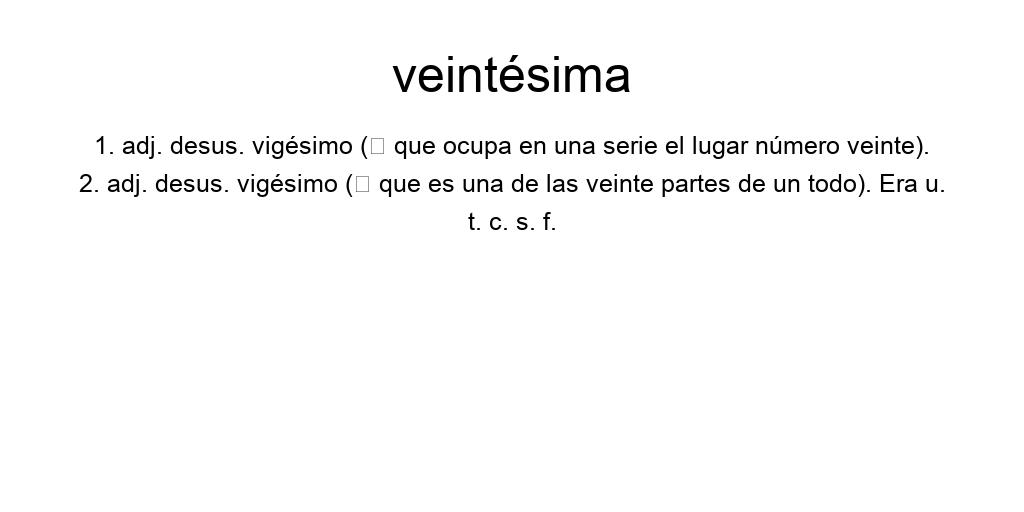 veintésima
1. adj. desus. vigésimo (□ que ocupa en una serie el lugar número veinte).
2. adj. desus. vigésimo (□ que es una de las veinte partes de un todo). Era u.
t. c. s. f.